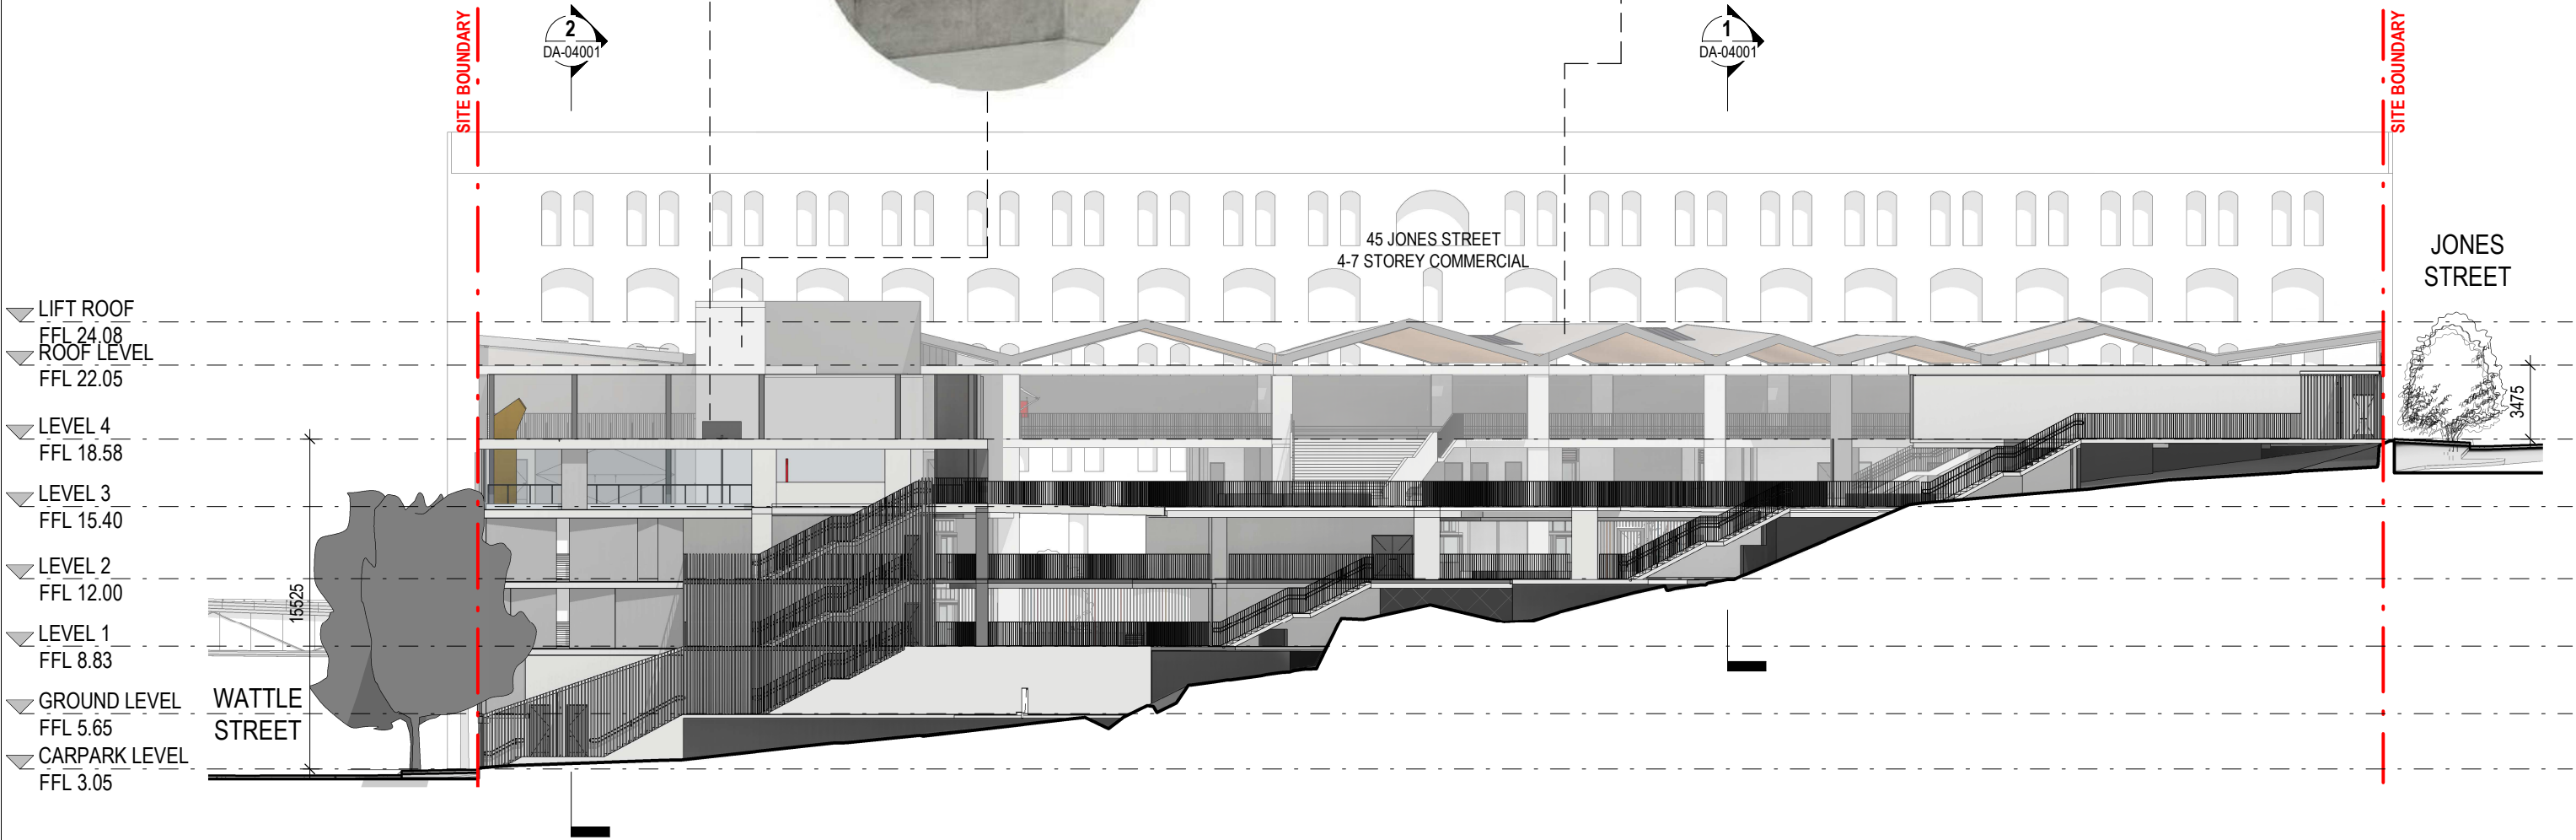 SITE BOUNDARY
2
DA-04001
1
DA-04001
SITE BOUNDARY
45 JONES STREET
4-7 STOREY COMMERCIAL
JONES
STREET
LIFT ROOF
FFL 24.08
ROOF LEVEL
FFL 22.05
3475
LEVEL 4
FFL 18.58
LEVEL 3
FFL 15.40
LEVEL 2
FFL 12.00
15525
LEVEL 1
FFL 8.83
GROUND LEVEL
FFL 5.65
WATTLE
STREET
CARPARK LEVEL
FFL 3.05